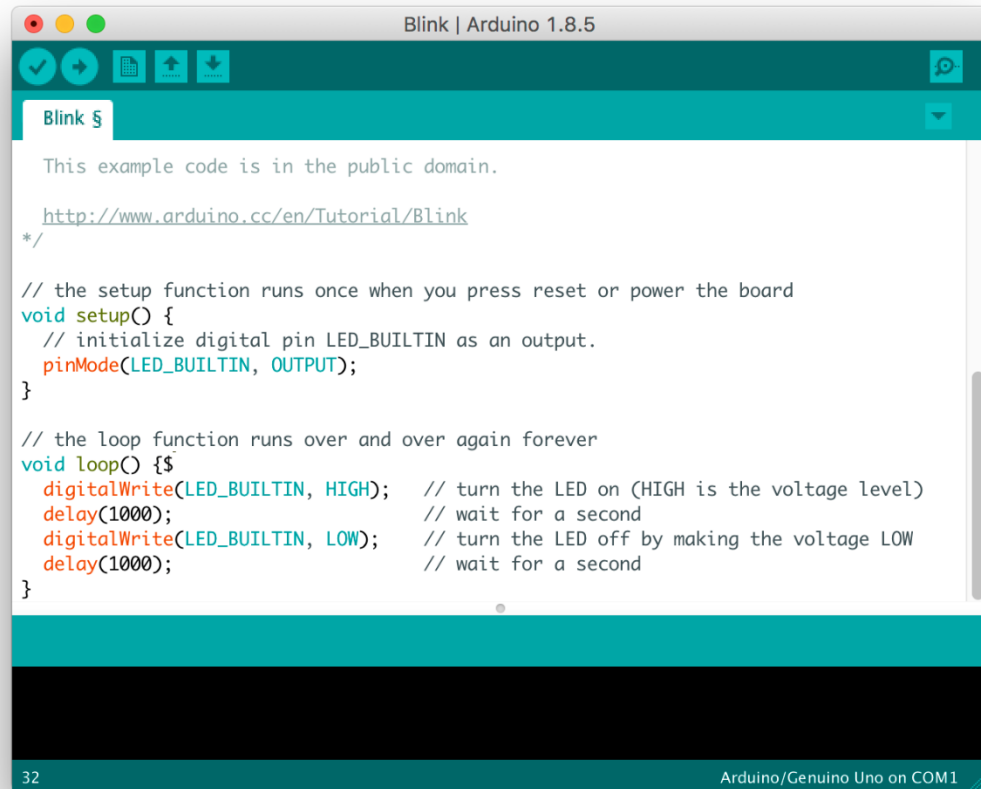 Blink | Arduino 1.8.5
Blink §
This example code is in the public domain.
http://www.arduino.cc/en/Tutorial/Blink
*/
// the setup function runs once when you press reset or power the board
void setup() {
  // initialize digital pin LED_BUILTIN as an output.
  pinMode(LED_BUILTIN, OUTPUT);
}
// the loop function runs over and over again forever
void loop() {$
  digitalWrite(LED_BUILTIN, HIGH);   // turn the LED on (HIGH is the voltage level)
  delay(1000);                       // wait for a second
  digitalWrite(LED_BUILTIN, LOW);    // turn the LED off by making the voltage LOW
  delay(1000);                       // wait for a second
}
32 Arduino/Genuino Uno on COM1